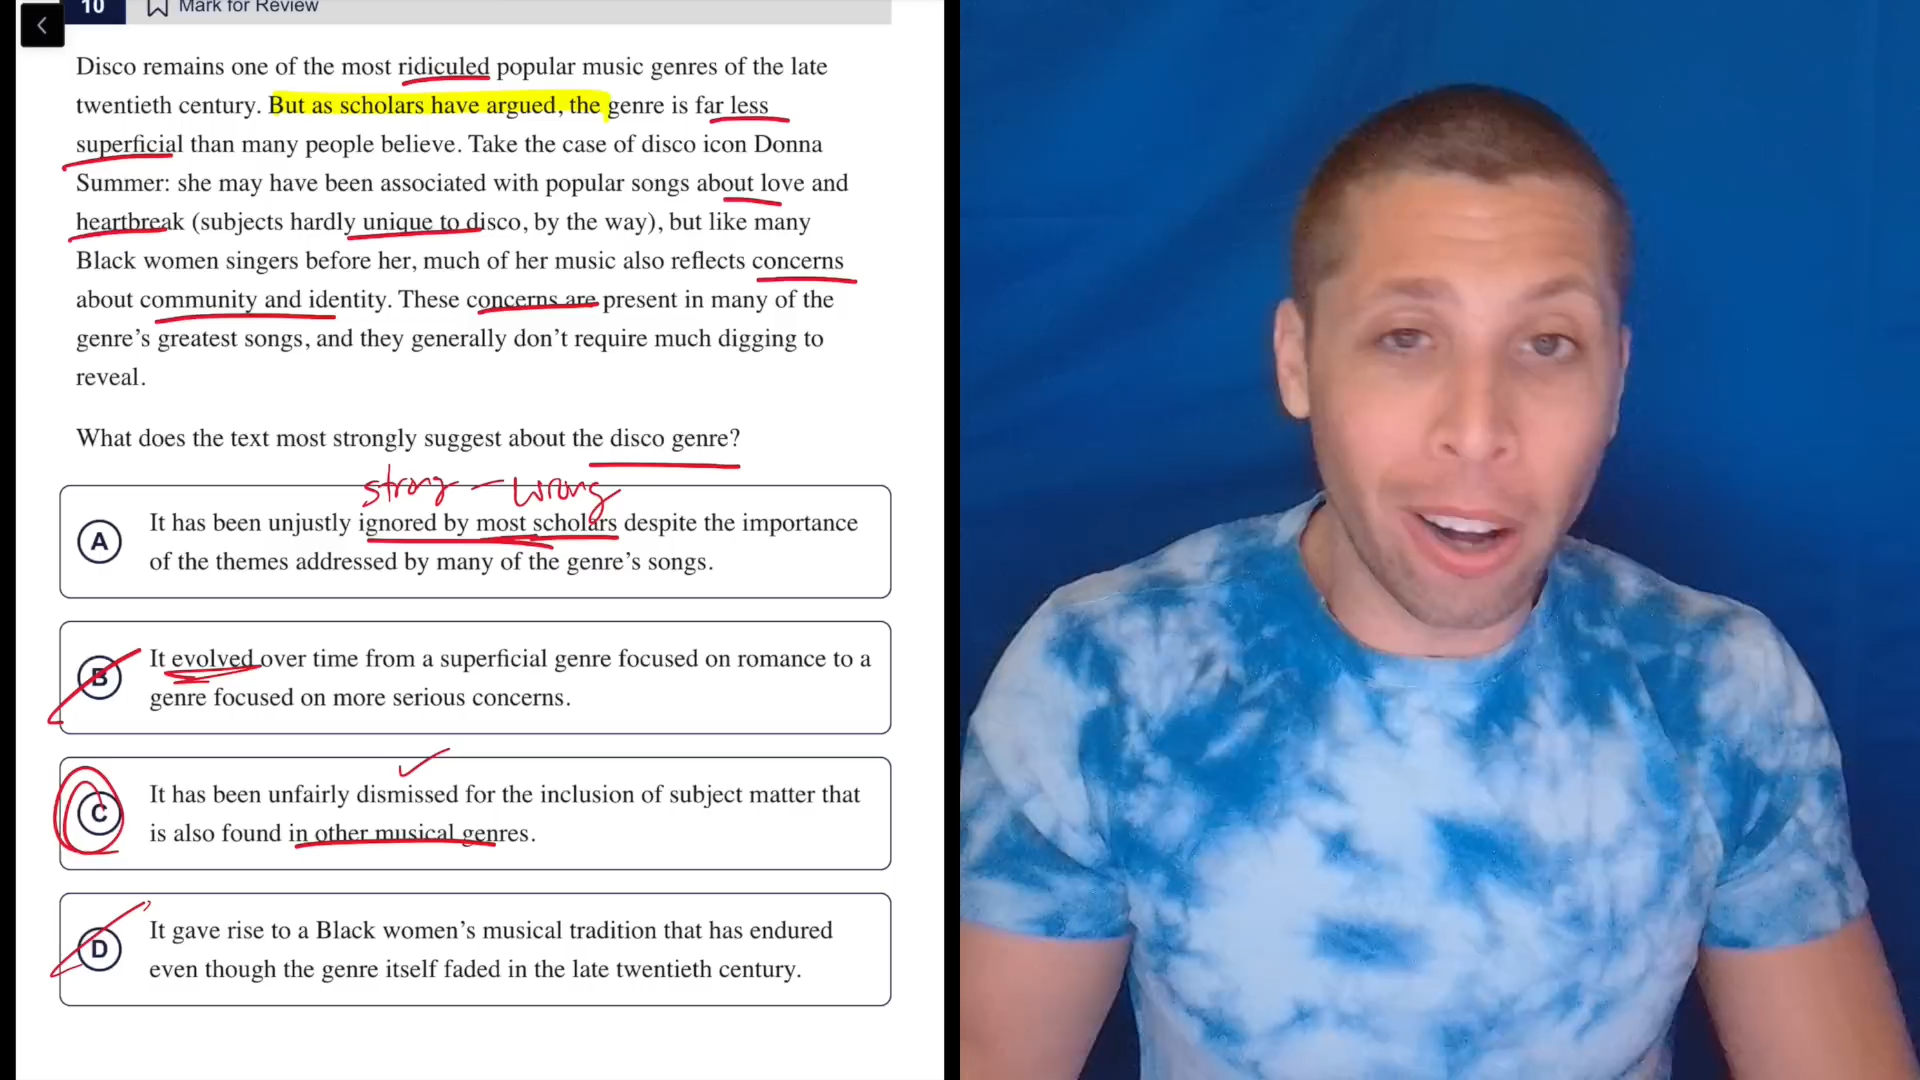 10 Mark for Review
Disco remains one of the most ridiculed popular music genres of the late
twentieth century. But as scholars have argued, the genre is far less
superficial than many people believe. Take the case of disco icon Donna
Summer: she may have been associated with popular songs about love and
heartbreak (subjects hardly unique to disco, by the way), but like many
Black women singers before her, much of her music also reflects concerns
about community and identity. These concerns are present in many of the
genre’s greatest songs, and they generally don’t require much digging to
reveal.
What does the text most strongly suggest about the disco genre?
strong – wrong
A It has been unjustly ignored by most scholars despite the importance
of the themes addressed by many of the genre’s songs.
B It evolved over time from a superficial genre focused on romance to a
genre focused on more serious concerns.
C It has been unfairly dismissed for the inclusion of subject matter that
is also found in other musical genres.
D It gave rise to a Black women’s musical tradition that has endured
even though the genre itself faded in the late twentieth century.